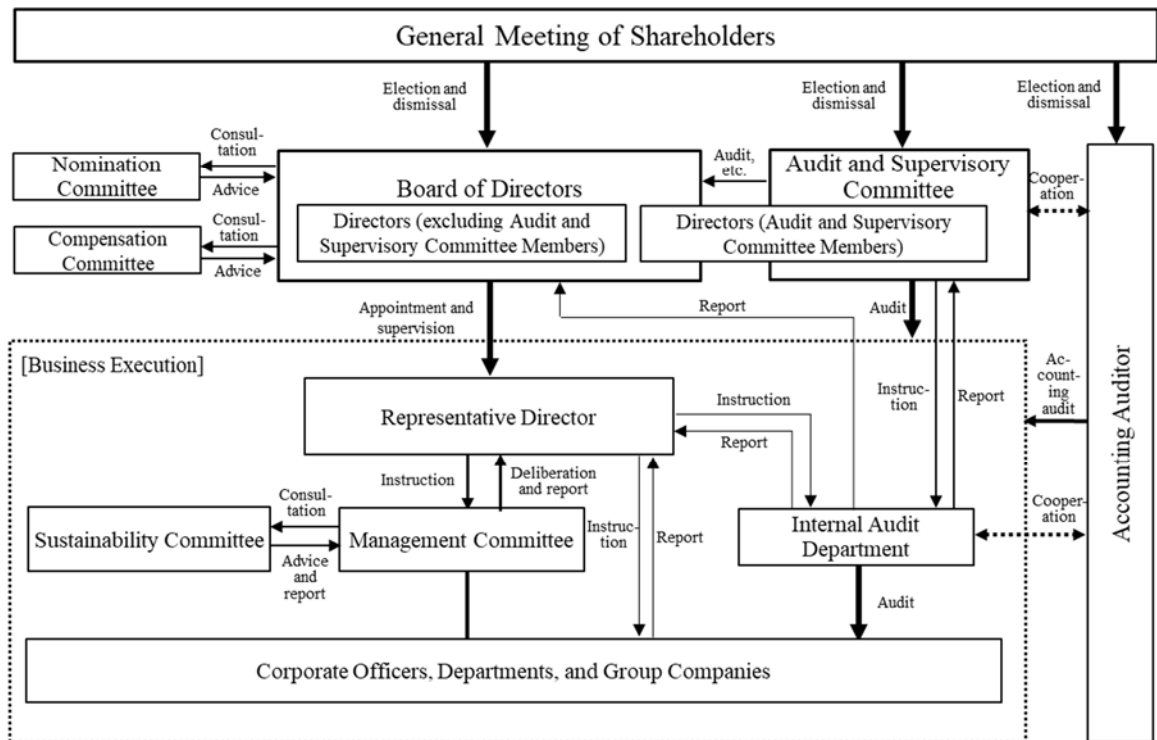 General Meeting of Shareholders
Election and
dismissal
Election and
dismissal
Election and
dismissal
Consul-
tation
Nomination
Committee
Advice
Consul-
tation
Compensation
Committee
Advice
Board of Directors
Directors (excluding Audit and
Supervisory Committee Members)
Audit,
etc.
Audit and Supervisory
Committee
Directors (Audit and Supervisory
Committee Members)
Cooper-
ation
Accounting Auditor
Appointment and
supervision
Report
Audit
[Business Execution]
Representative Director
Instruction
Report
Instruc-
tion
Report
Ac-
count-
ing
audit
Instruction
Deliberation
and report
Consul-
tation
Sustainability Committee
Advice
and
report
Management Committee
Instruc-
tion
Report
Internal Audit
Department
Cooper-
ation
Audit
Corporate Officers, Departments, and Group Companies